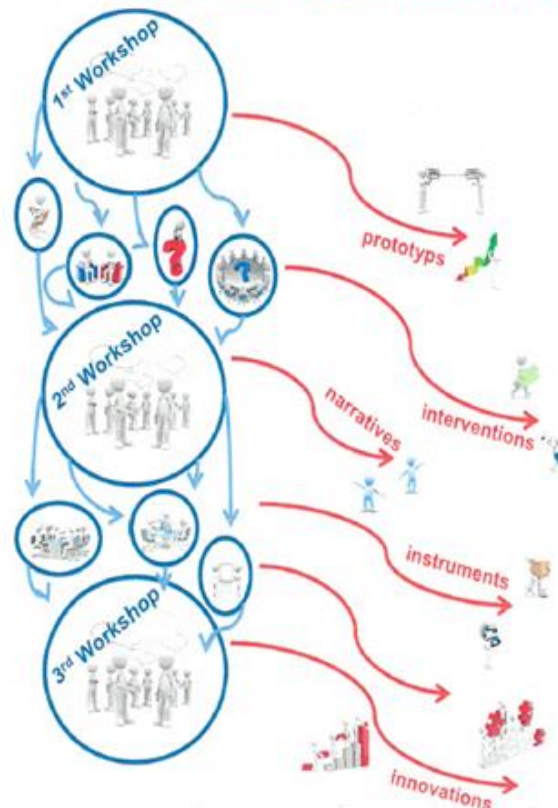 1st Workshop
prototyps
2nd Workshop
narratives
interventions
instruments
3rd Workshop
innovations